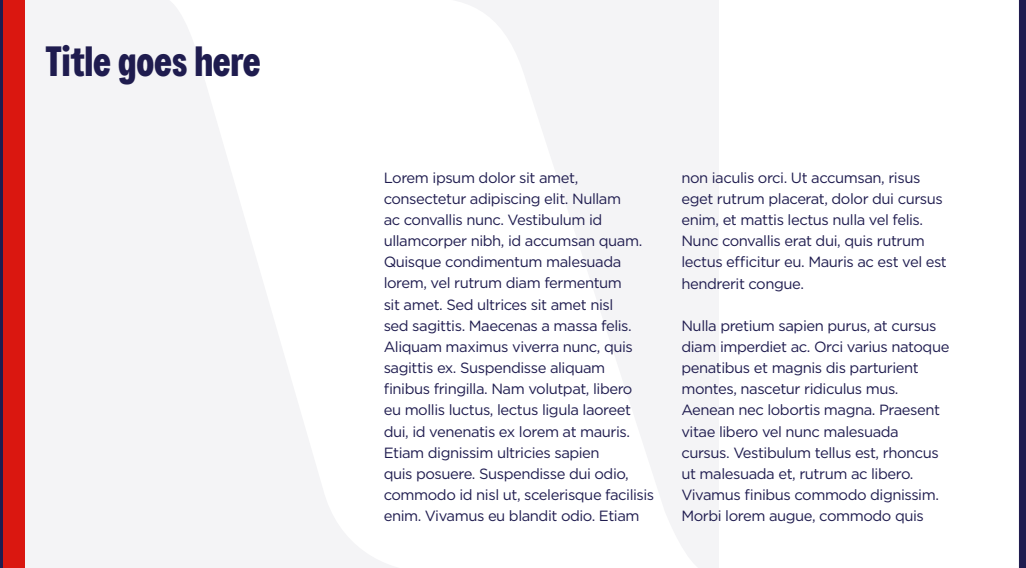 Title goes here
Lorem ipsum dolor sit amet,
consectetur adipiscing elit. Nullam
ac convallis nunc. Vestibulum id
ullamcorper nibh, id accumsan quam.
Quisque condimentum malesuada
lorem, vel rutrum diam fermentum
sit amet. Sed ultrices sit amet nisl
sed sagittis. Maecenas a massa felis.
Aliquam maximus viverra nunc, quis
sagittis ex. Suspendisse aliquam
finibus fringilla. Nam volutpat, libero
eu mollis luctus, lectus ligula laoreet
dui, id venenatis ex lorem at mauris.
Etiam dignissim ultricies sapien
quis posuere. Suspendisse dui odio,
commodo id nisl ut, scelerisque facilisis
enim. Vivamus eu blandit odio. Etiam
non iaculis orci. Ut accumsan, risus
eget rutrum placerat, dolor dui cursus
enim, et mattis lectus nulla vel felis.
Nunc convallis erat dui, quis rutrum
lectus efficitur eu. Mauris ac est vel est
hendrerit congue.
Nulla pretium sapien purus, at cursus
diam imperdiet ac. Orci varius natoque
penatibus et magnis dis parturient
montes, nascetur ridiculus mus.
Aenean nec lobortis magna. Praesent
vitae libero vel nunc malesuada
cursus. Vestibulum tellus est, rhoncus
ut malesuada et, rutrum ac libero.
Vivamus finibus commodo dignissim.
Morbi lorem augue, commodo quis